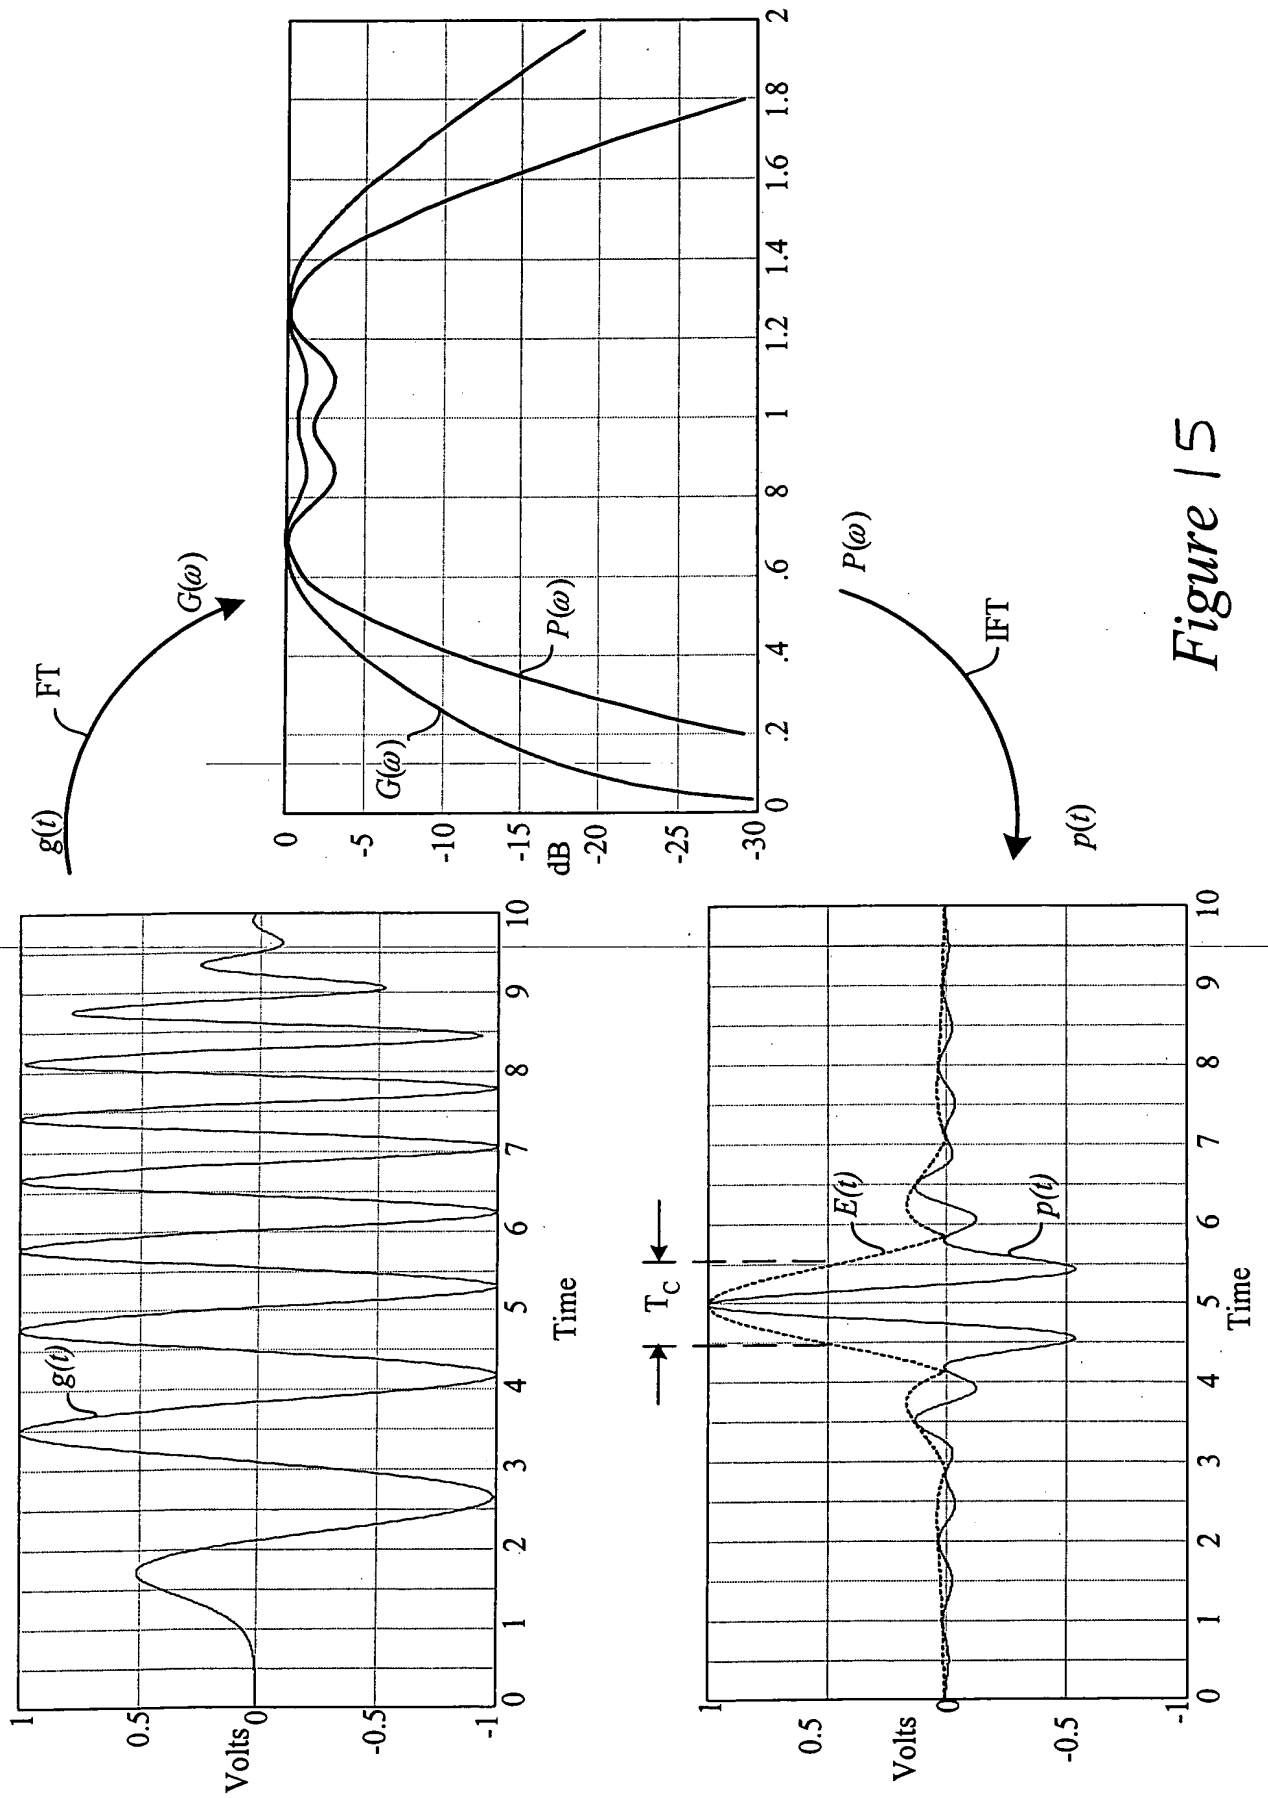 g(t)
FT
G(ω)
1
0.5
Volts 0
-0.5
-1
0 1 2 3 4 5 6 7 8 9 10
Time
g(t)
0
-5
-10
-15
dB
-20
-25
-30
0 .2 .4 .6 .8 1 1.2 1.4 1.6 1.8 2
G(ω)
P(ω)
1
0.5
Volts
0
-0.5
-1
0 1 2 3 4 5 6 7 8 9 10
Time
T_C
E(t)
p(t)
P(ω)
IFT
p(t)
Figure 15